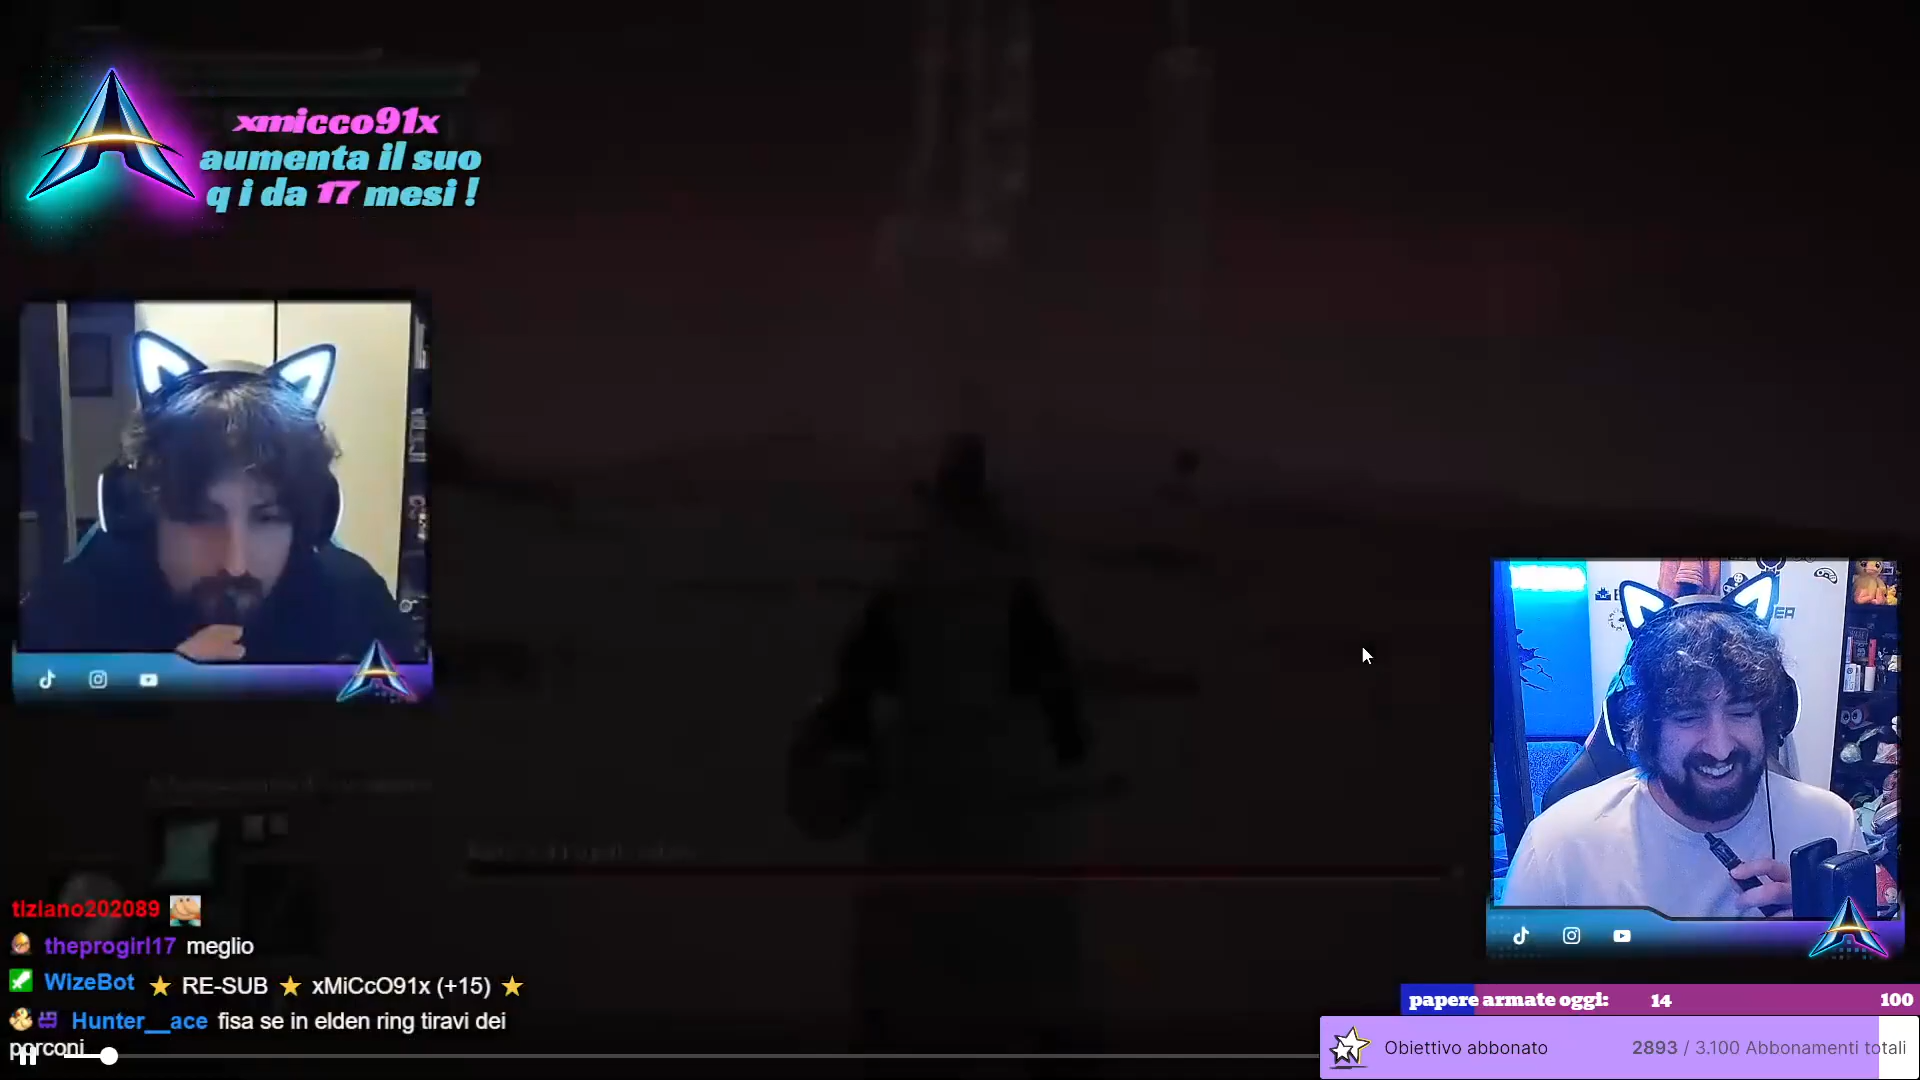 xmicco91x
aumenta il suo
q i da 17 mesi !
tiziano202089
theprogirl17 meglio
WizeBot ★ RE-SUB ★ xMiCcO91x (+15) ★
Hunter__ace fisa se in elden ring tiravi dei
porconi
papere armate oggi: 14 100
Obiettivo abbonato 2893 / 3.100 Abbonamenti totali